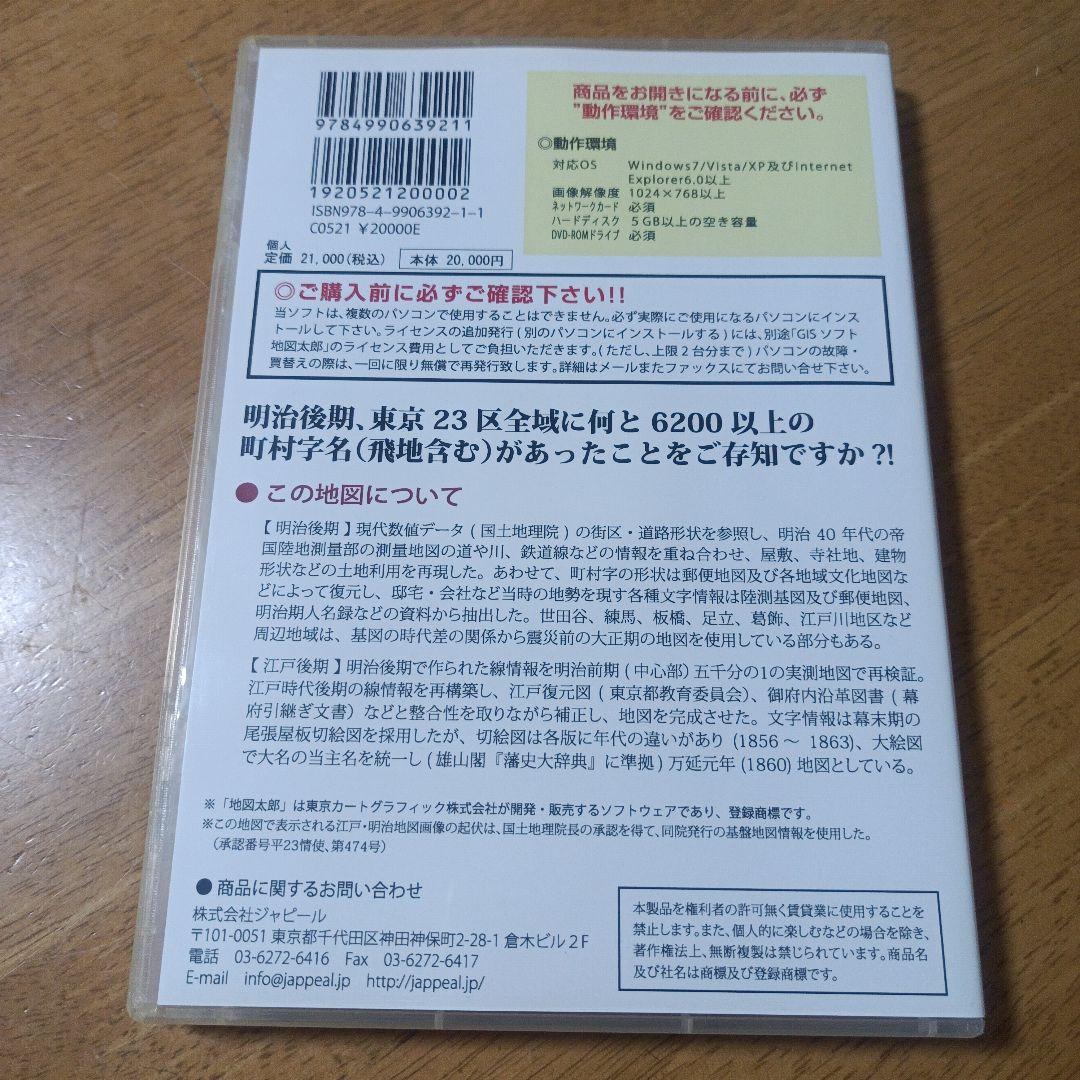 9784990639211
1920521200002
ISBN978-4-9906392-1-1
C0521 ¥20000E
個人
定価 21,000(税込) 本体 20,000円
商品をお開きになる前に、必ず
"動作環境"をご確認ください。
◎動作環境
対応OS Windows7/Vista/XP及びInternet
Explorer6.0以上
画像解像度 1024×768以上
ネットワークカード 必須
ハードディスク 5GB以上の空き容量
DVD-ROMドライブ 必須
◎ご購入前に必ずご確認下さい!!
当ソフトは、複数のパソコンで使用することはできません。必ず実際にご使用になるパソコンにインス
トールして下さい。ライセンスの追加発行(別のパソコンにインストールする)には、別途「GISソフト
地図太郎」のライセンス費用としてご負担いただきます。(ただし、上限2台分まで)パソコンの故障・
買替えの際は、一回に限り無償で再発行致します。詳細はメールまたファックスにてお問い合せ下さい。
明治後期、東京23区全域に何と6200以上の
町村字名(飛地含む)があったことをご存知ですか?!
●この地図について
【明治後期】現代数値データ(国土地理院)の街区・道路形状を参照し、明治40年代の帝
国陸地測量部の測量地図の道や川、鉄道線などの情報を重ね合わせ、屋敷、寺社地、建物
形状などの土地利用を再現した。あわせて、町村字の形状は郵便地図及び各地域文化地図な
どによって復元し、邸宅・会社など当時の地勢を現す各種文字情報は陸測基図及び郵便地図、
明治期人名録などの資料から抽出した。世田谷、練馬、板橋、足立、葛飾、江戸川地区など
周辺地域は、基図の時代差の関係から震災前の大正期の地図を使用している部分もある。
【江戸後期】明治後期で作られた線情報を明治前期(中心部)五千分の1の実測地図で再検証。
江戸時代後期の線情報を再構築し、江戸復元図(東京都教育委員会)、御府内沿革図書(幕
府引継ぎ文書)などと整合性を取りながら補正し、地図を完成させた。文字情報は幕末期の
尾張屋板切絵図を採用したが、切絵図は各版に年代の違いがあり(1856～1863)、大絵図
で大名の当主名を統一し(雄山閣『藩史大辞典』に準拠)万延元年(1860)地図としている。
※「地図太郎」は東京カートグラフィック株式会社が開発・販売するソフトウェアであり、登録商標です。
※この地図で表示される江戸・明治地図画像の起伏は、国土地理院長の承認を得て、同院発行の基盤地図情報を使用した。
(承認番号平23情使、第474号)
●商品に関するお問い合わせ
株式会社ジャピール
〒101-0051 東京都千代田区神田神保町2-28-1 倉木ビル2F
電話 03-6272-6416 Fax 03-6272-6417
E-mail info@jappeal.jp http://jappeal.jp/
本製品を権利者の許可無く賃貸業に使用することを
禁止します。また、個人的に楽しむなどの場合を除き、
著作権法上、無断複製は禁じられています。商品名
及び社名は商標及び登録商標です。